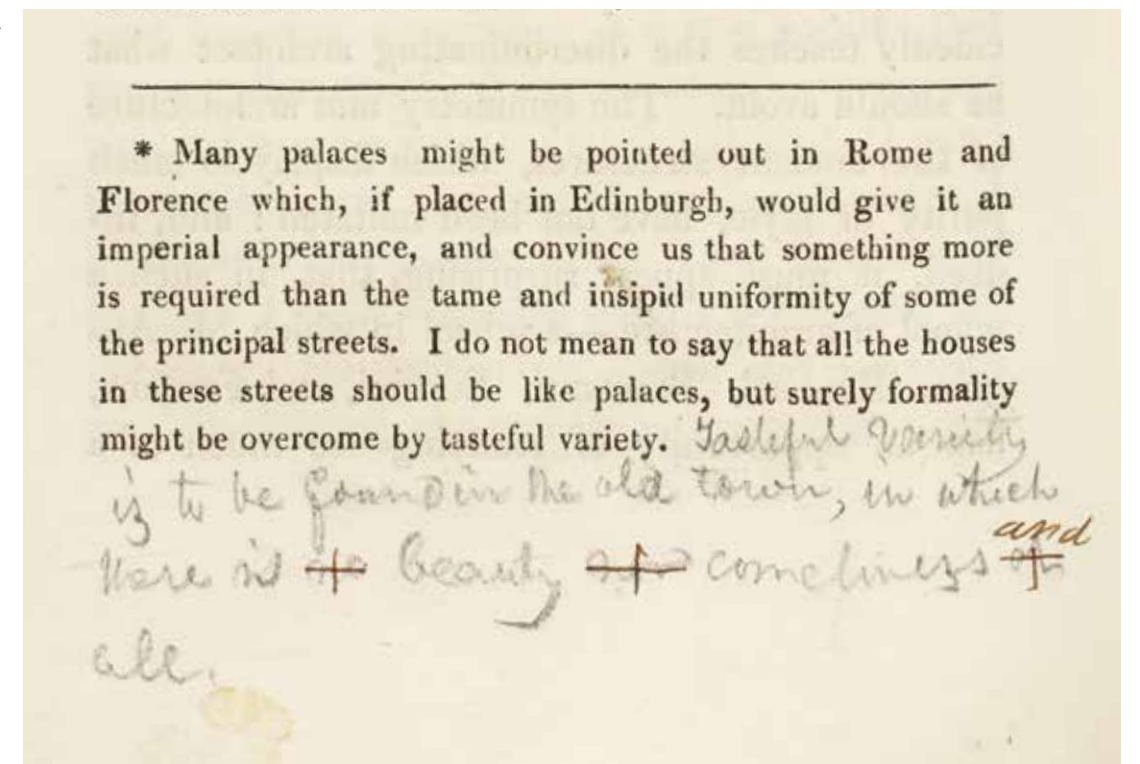 * Many palaces might be pointed out in Rome and
Florence which, if placed in Edinburgh, would give it an
imperial appearance, and convince us that something more
is required than the tame and insipid uniformity of some of
the principal streets. I do not mean to say that all the houses
in these streets should be like palaces, but surely formality
might be overcome by tasteful variety. Tasteful Variety
is to be found in the old town, in which
there is no beauty comeliness and
all.